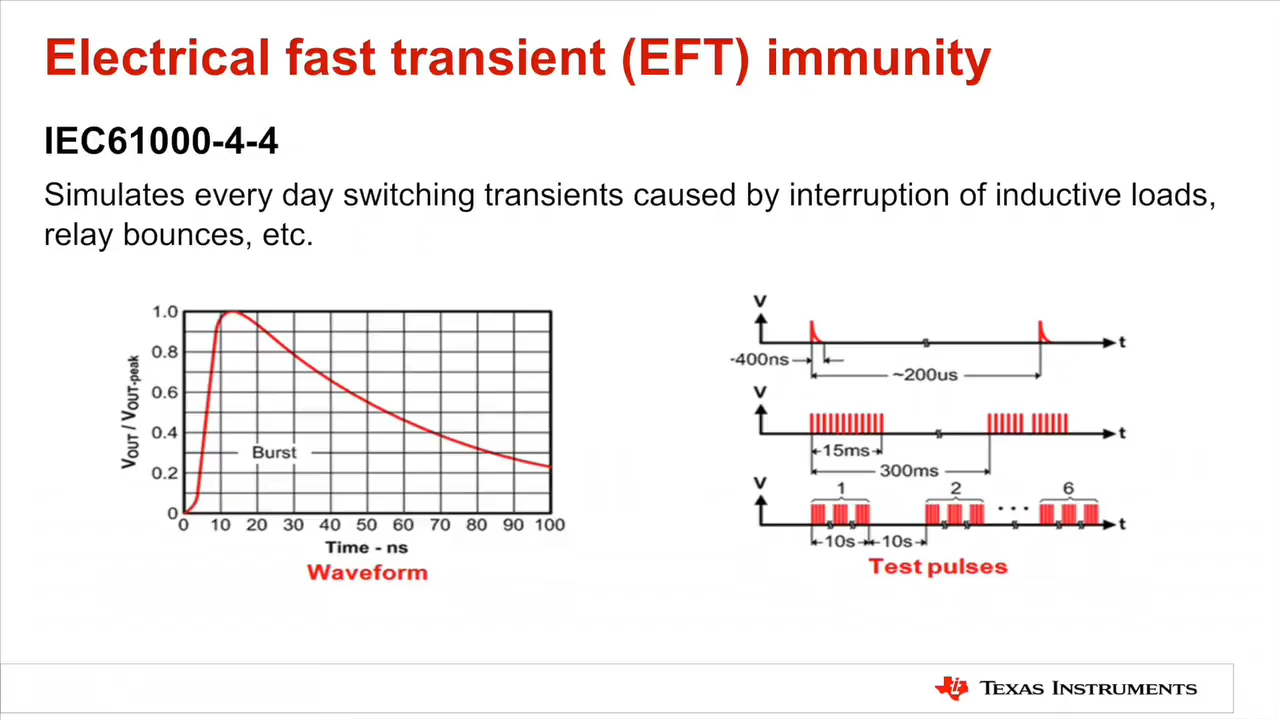 Electrical fast transient (EFT) immunity
IEC61000-4-4
Simulates every day switching transients caused by interruption of inductive loads,
relay bounces, etc.
VOUT / VOUT-peak
1.0
0.8
0.6
0.4
0.2
0
Burst
0 10 20 30 40 50 60 70 80 90 100
Time - ns
Waveform
V
t
-400ns
~200us
V
t
15ms
300ms
V
1 2 6
t
10s 10s
Test pulses
TEXAS INSTRUMENTS